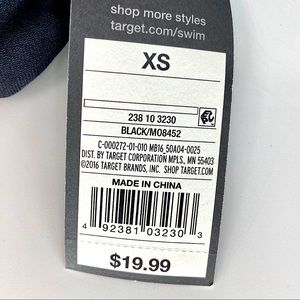 shop more styles
target.com/swim
XS
238 10 3230
BLACK/M08452
C-000272-01-010 MB16_50A04-0025
DIST. BY TARGET CORPORATION MPLS., MN 55403
©2016 TARGET BRANDS, INC. SHOP TARGET.COM
MADE IN CHINA
4 92381 03230 3
$19.99